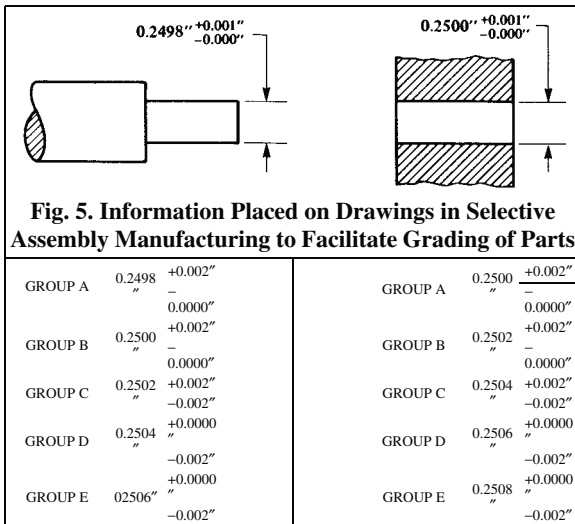 0.2498″ +0.001″
−0.000″
0.2500″ +0.001″
−0.000″
Fig. 5. Information Placed on Drawings in Selective
Assembly Manufacturing to Facilitate Grading of Parts
GROUP A 0.2498″ +0.002″
−0.0000″
GROUP A 0.2500″ +0.002″
−0.0000″
GROUP B 0.2500″ +0.002″
−0.0000″
GROUP B 0.2502″ +0.002″
−0.0000″
GROUP C 0.2502″ +0.002″
−0.002″
GROUP C 0.2504″ +0.002″
−0.002″
GROUP D 0.2504″ +0.0000″
−0.002″
GROUP D 0.2506″ +0.0000″
−0.002″
GROUP E 02506″ +0.0000″
−0.002″
GROUP E 0.2508″ +0.0000″
−0.002″